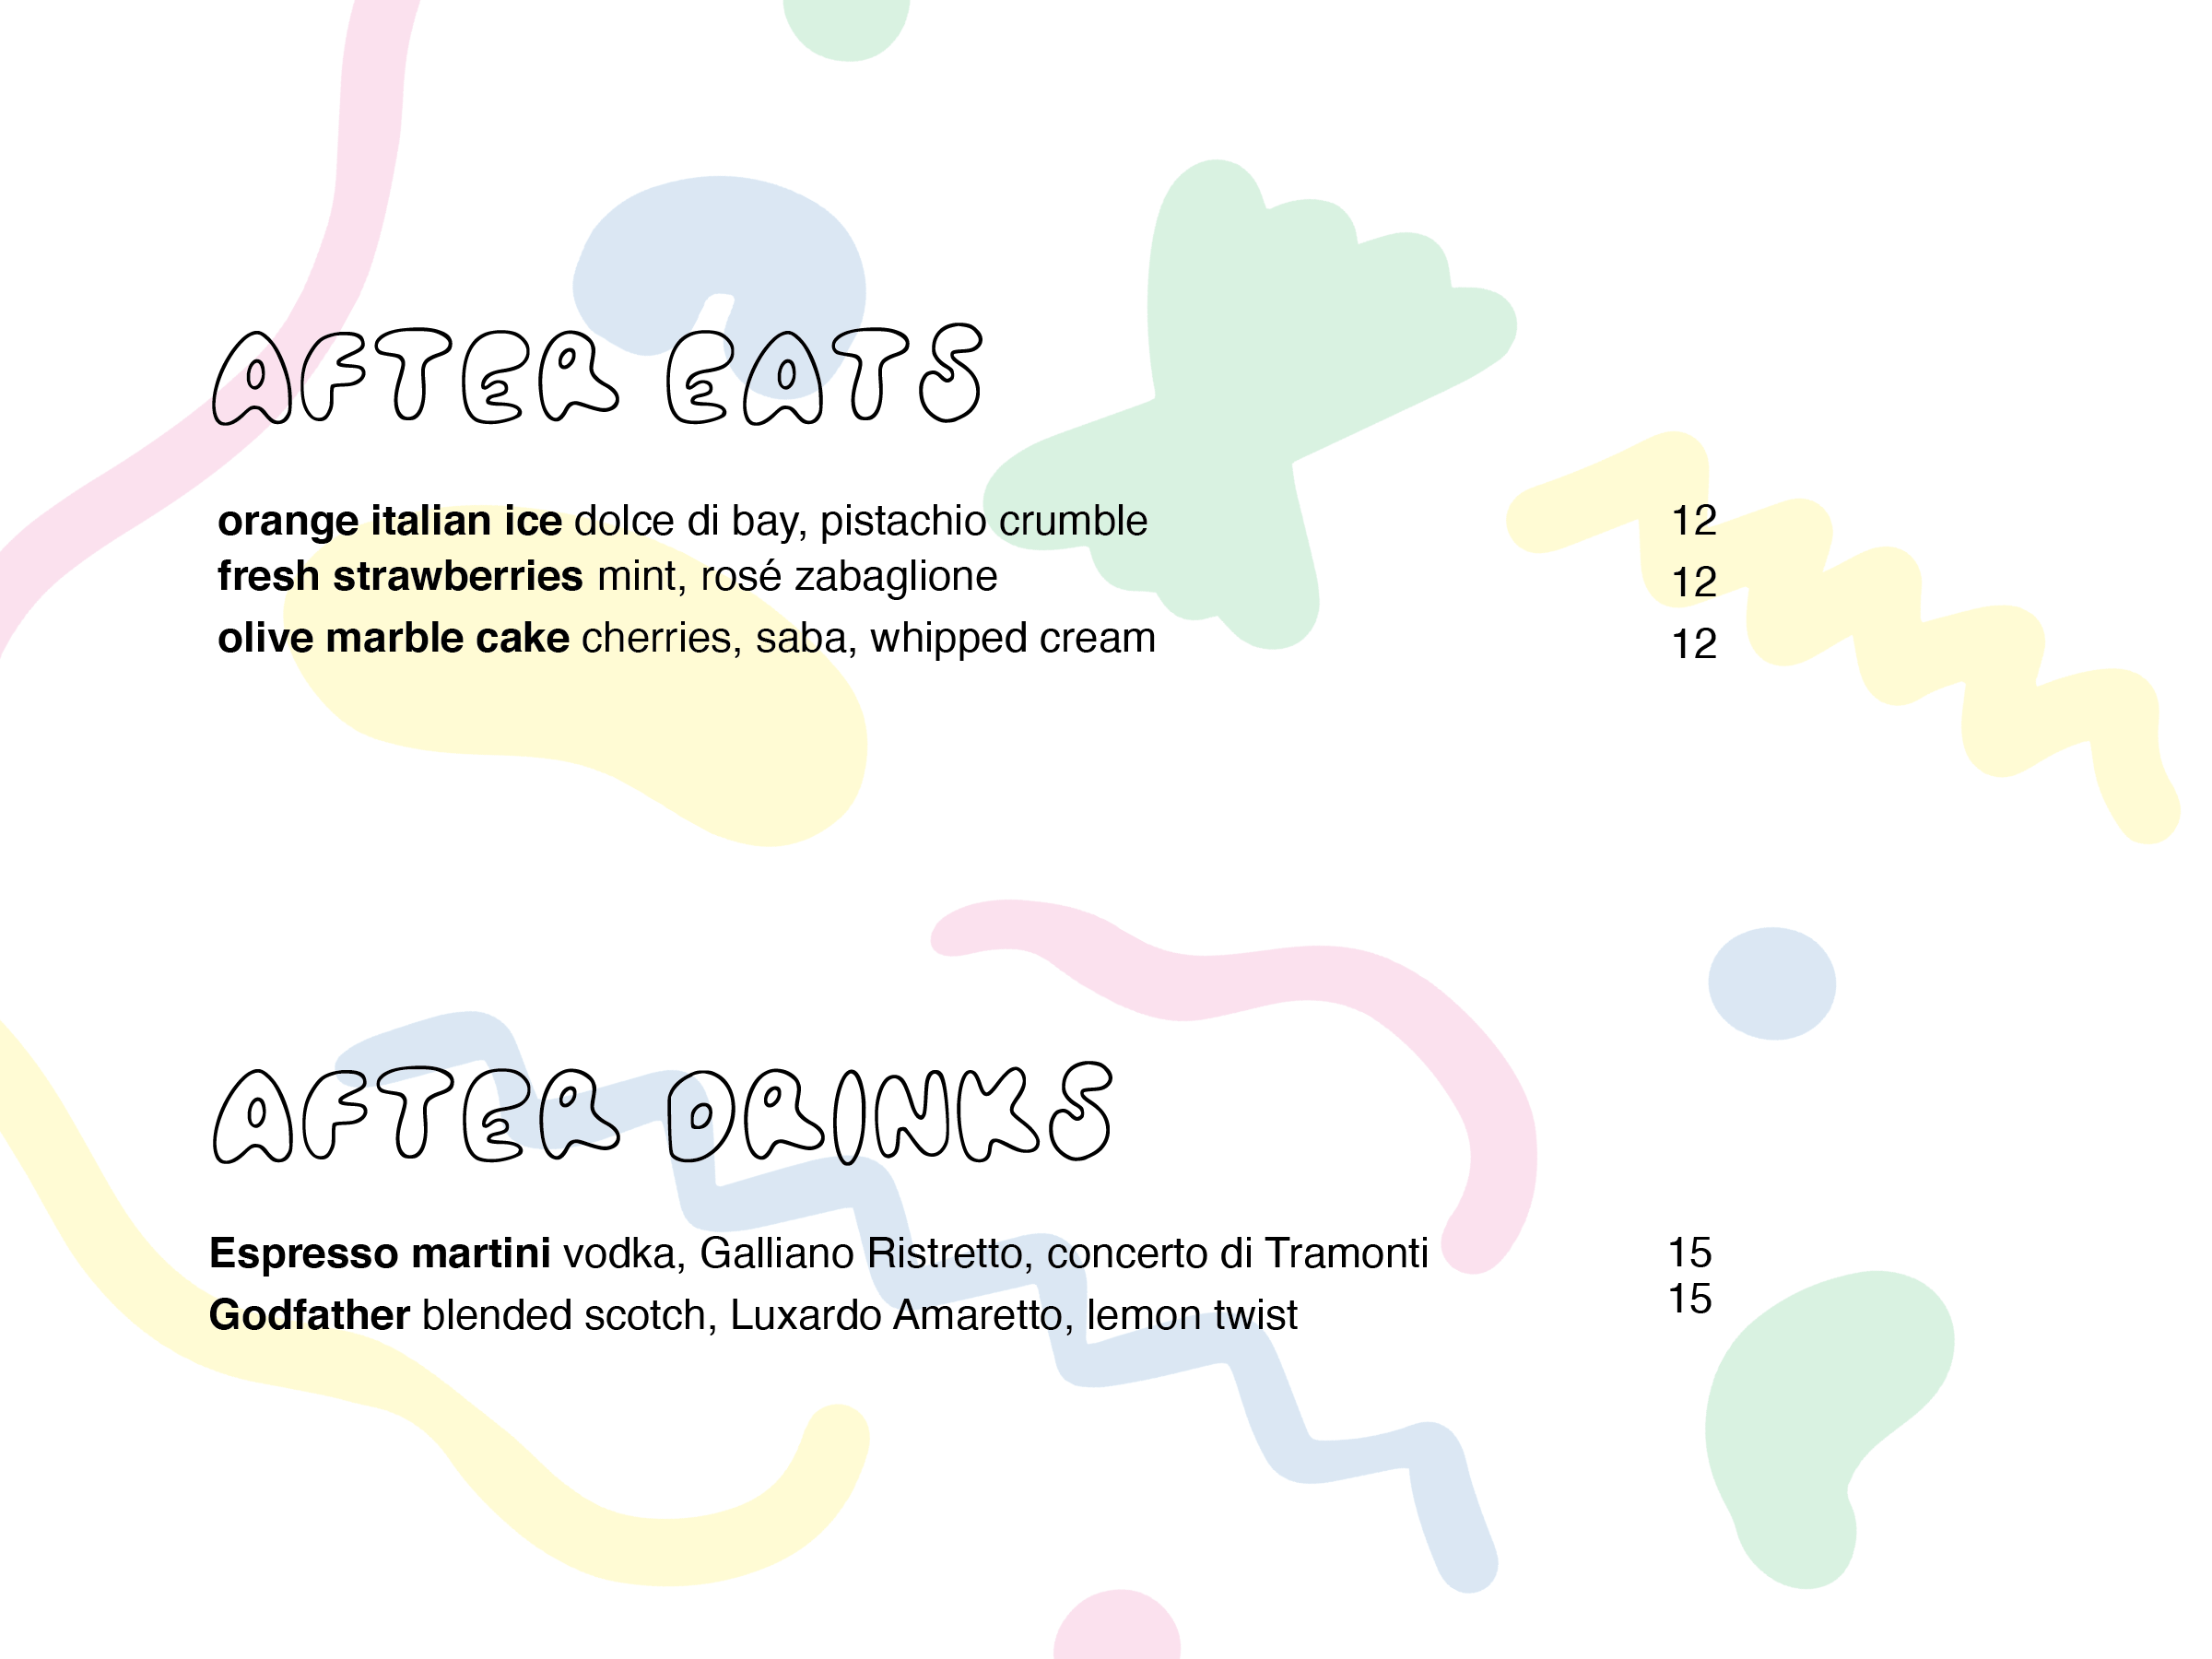 AFTER EATS
orange italian ice dolce di bay, pistachio crumble 12
fresh strawberries mint, rosé zabaglione 12
olive marble cake cherries, saba, whipped cream 12
AFTER DRINKS
Espresso martini vodka, Galliano Ristretto, concerto di Tramonti 15
Godfather blended scotch, Luxardo Amaretto, lemon twist 15